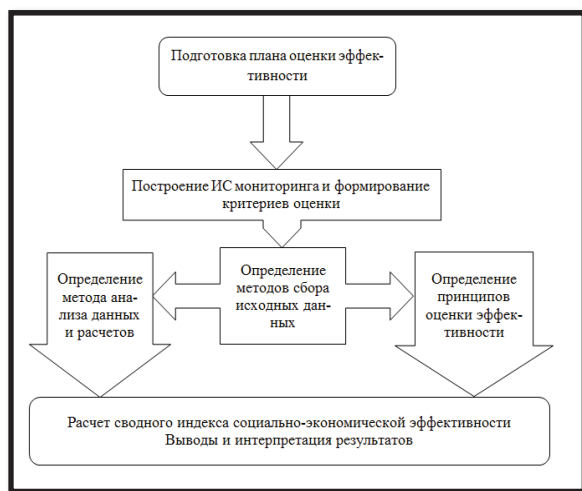 Подготовка плана оценки эффек-
тивности
Построение ИС мониторинга и формирование
критериев оценки
Определение
метода ана-
лиза данных
и расчетов
Определение
методов сбора
исходных дан-
ных
Определение
принципов
оценки эффек-
тивности
Расчет сводного индекса социально-экономической эффективности
Выводы и интерпретация результатов